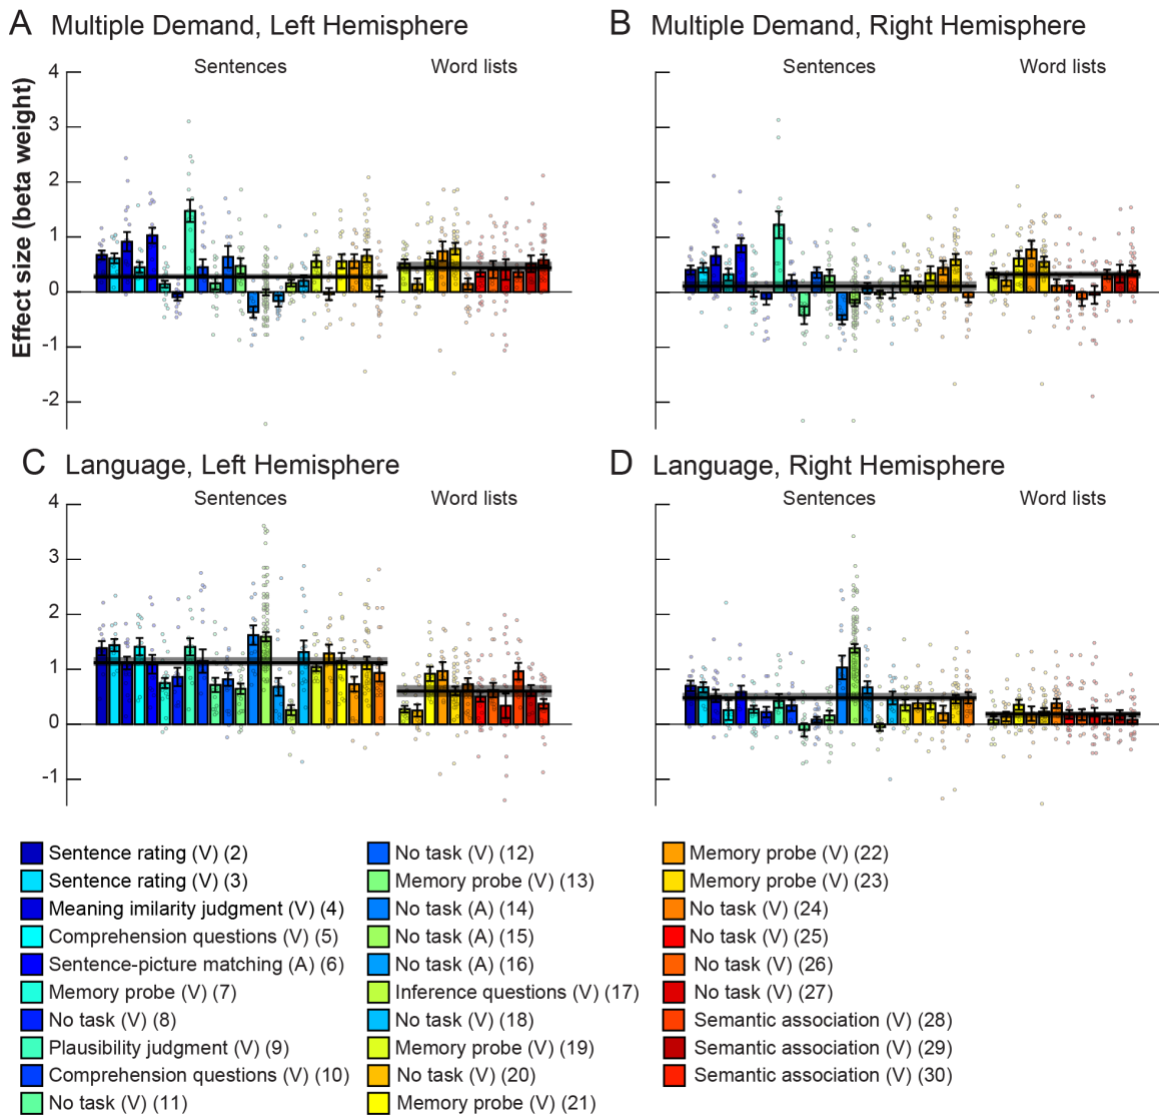 A Multiple Demand, Left Hemisphere
B Multiple Demand, Right Hemisphere
Sentences
Word lists
Sentences
Word lists
Effect size (beta weight)
4
3
2
1
0
-1
-2
C Language, Left Hemisphere
D Language, Right Hemisphere
Sentences
Word lists
Sentences
Word lists
4
3
2
1
0
-1
Sentence rating (V) (2)
Sentence rating (V) (3)
Meaning imilarity judgment (V) (4)
Comprehension questions (V) (5)
Sentence-picture matching (A) (6)
Memory probe (V) (7)
No task (V) (8)
Plausibility judgment (V) (9)
Comprehension questions (V) (10)
No task (V) (11)
No task (V) (12)
Memory probe (V) (13)
No task (A) (14)
No task (A) (15)
No task (A) (16)
Inference questions (V) (17)
No task (V) (18)
Memory probe (V) (19)
No task (V) (20)
Memory probe (V) (21)
Memory probe (V) (22)
Memory probe (V) (23)
No task (V) (24)
No task (V) (25)
No task (V) (26)
No task (V) (27)
Semantic association (V) (28)
Semantic association (V) (29)
Semantic association (V) (30)